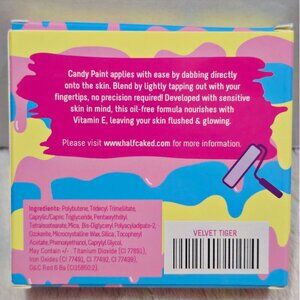 Candy Paint applies with ease by dabbing directly
onto the skin. Blend by lightly tapping out with your
fingertips, no precision required! Developed with sensitive
skin in mind, this oil-free formula nourishes with
Vitamin E, leaving your skin flushed & glowing.
Please visit www.halfcaked.com for more information.
Ingredients: Polybutene, Tridecyl Trimellitate,
Caprylic/Capric Triglyceride, Pentaerythrityl
Tetraisostearate, Mica, Bis-Diglyceryl Polyacyladipate-2,
Ozokerite, Microcrystalline Wax, Silica, Tocopheryl
Acetate, Phenoxyethanol, Caprylyl Glycol.
May Contain +/- Titanium Dioxide (CI 77891),
Iron Oxides (CI 77491, CI 77492, CI 77499),
D&C Red 6 Ba (CI15850:2).
VELVET TIGER